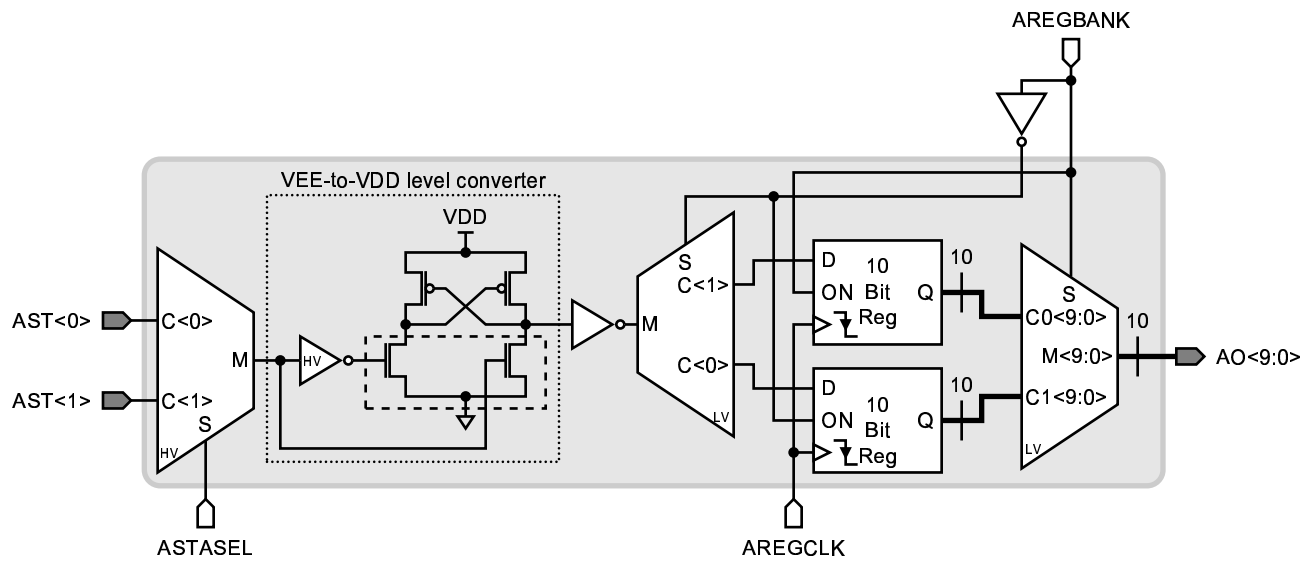 AREGBANK
VEE-to-VDD level converter
VDD
AST<0>
C<0>
M
HV
AST<1>
C<1>
S
HV
ASTASEL
S
C<1>
M
C<0>
LV
D
10
Bit
Reg
ON
Q
10
D
10
Bit
Reg
ON
Q
10
AREGCLK
S
C0<9:0>
M<9:0>
C1<9:0>
LV
10
AO<9:0>